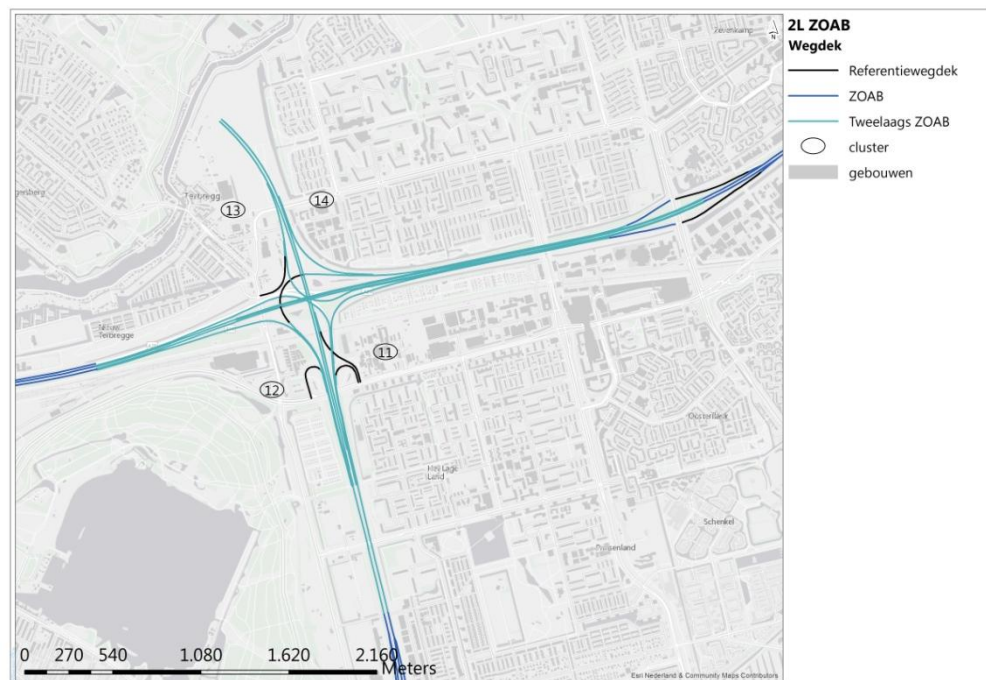 2L ZOAB
Wegdek
Referentiewegdek
ZOAB
Tweelaags ZOAB
cluster
gebouwen
Zevenkamp
N
Terbregg
13
14
Nieuw
Terbregge
11
12
Oosterflank
Het Lage
Land
Schenkel
Prinsenland
0 270 540 1.080 1.620 2.160
Meters
Esri Nederland & Community Maps Contributors